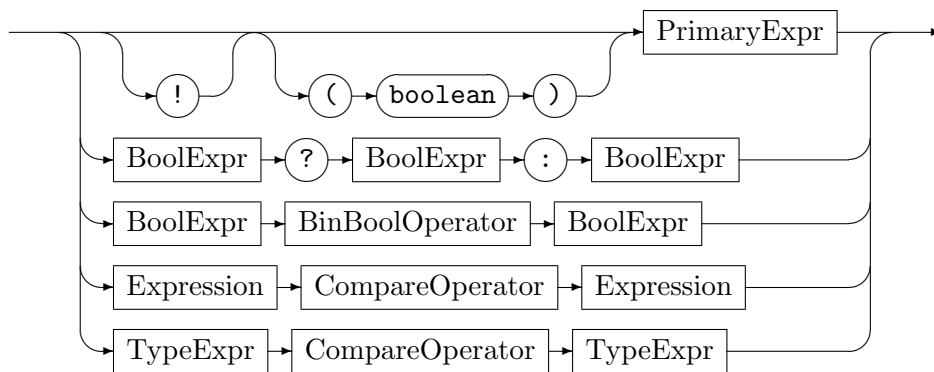 PrimaryExpr
! ( boolean )
BoolExpr ? BoolExpr : BoolExpr
BoolExpr BinBoolOperator BoolExpr
Expression CompareOperator Expression
TypeExpr CompareOperator TypeExpr